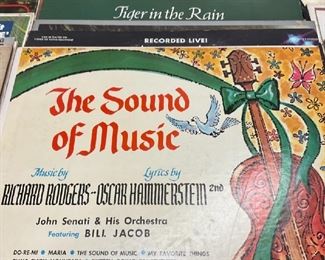 Tiger in the Rain
RECORDED LIVE!
The Sound
of Music
Music by
Lyrics by
RICHARD RODGERS - OSCAR HAMMERSTEIN 2nd
John Senati & His Orchestra
Featuring BILL JACOB
DO-RE-MI • MARIA • THE SOUND OF MUSIC • MY FAVORITE THINGS